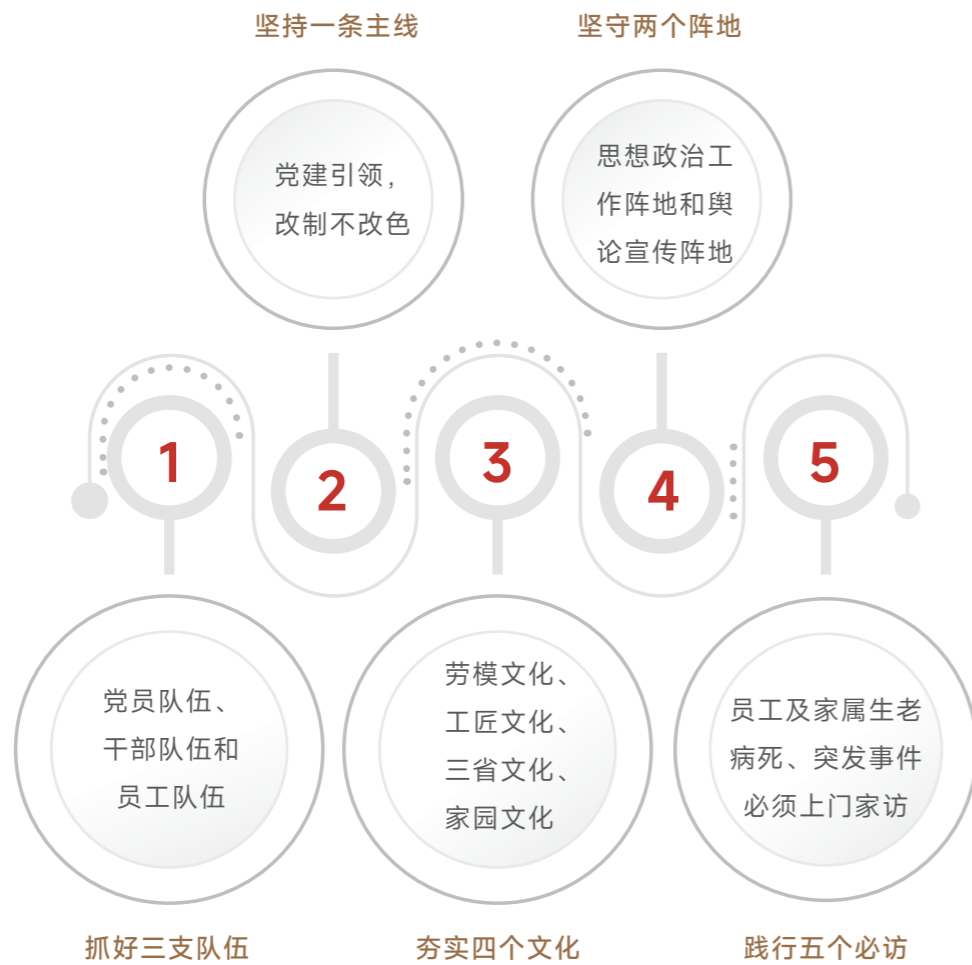 坚持一条主线
坚守两个阵地
党建引领，
改制不改色
思想政治工
作阵地和舆
论宣传阵地
1
2
3
4
5
党员队伍、
干部队伍和
员工队伍
劳模文化、
工匠文化、
三省文化、
家园文化
员工及家属生老
病死、突发事件
必须上门家访
抓好三支队伍
夯实四个文化
践行五个必访